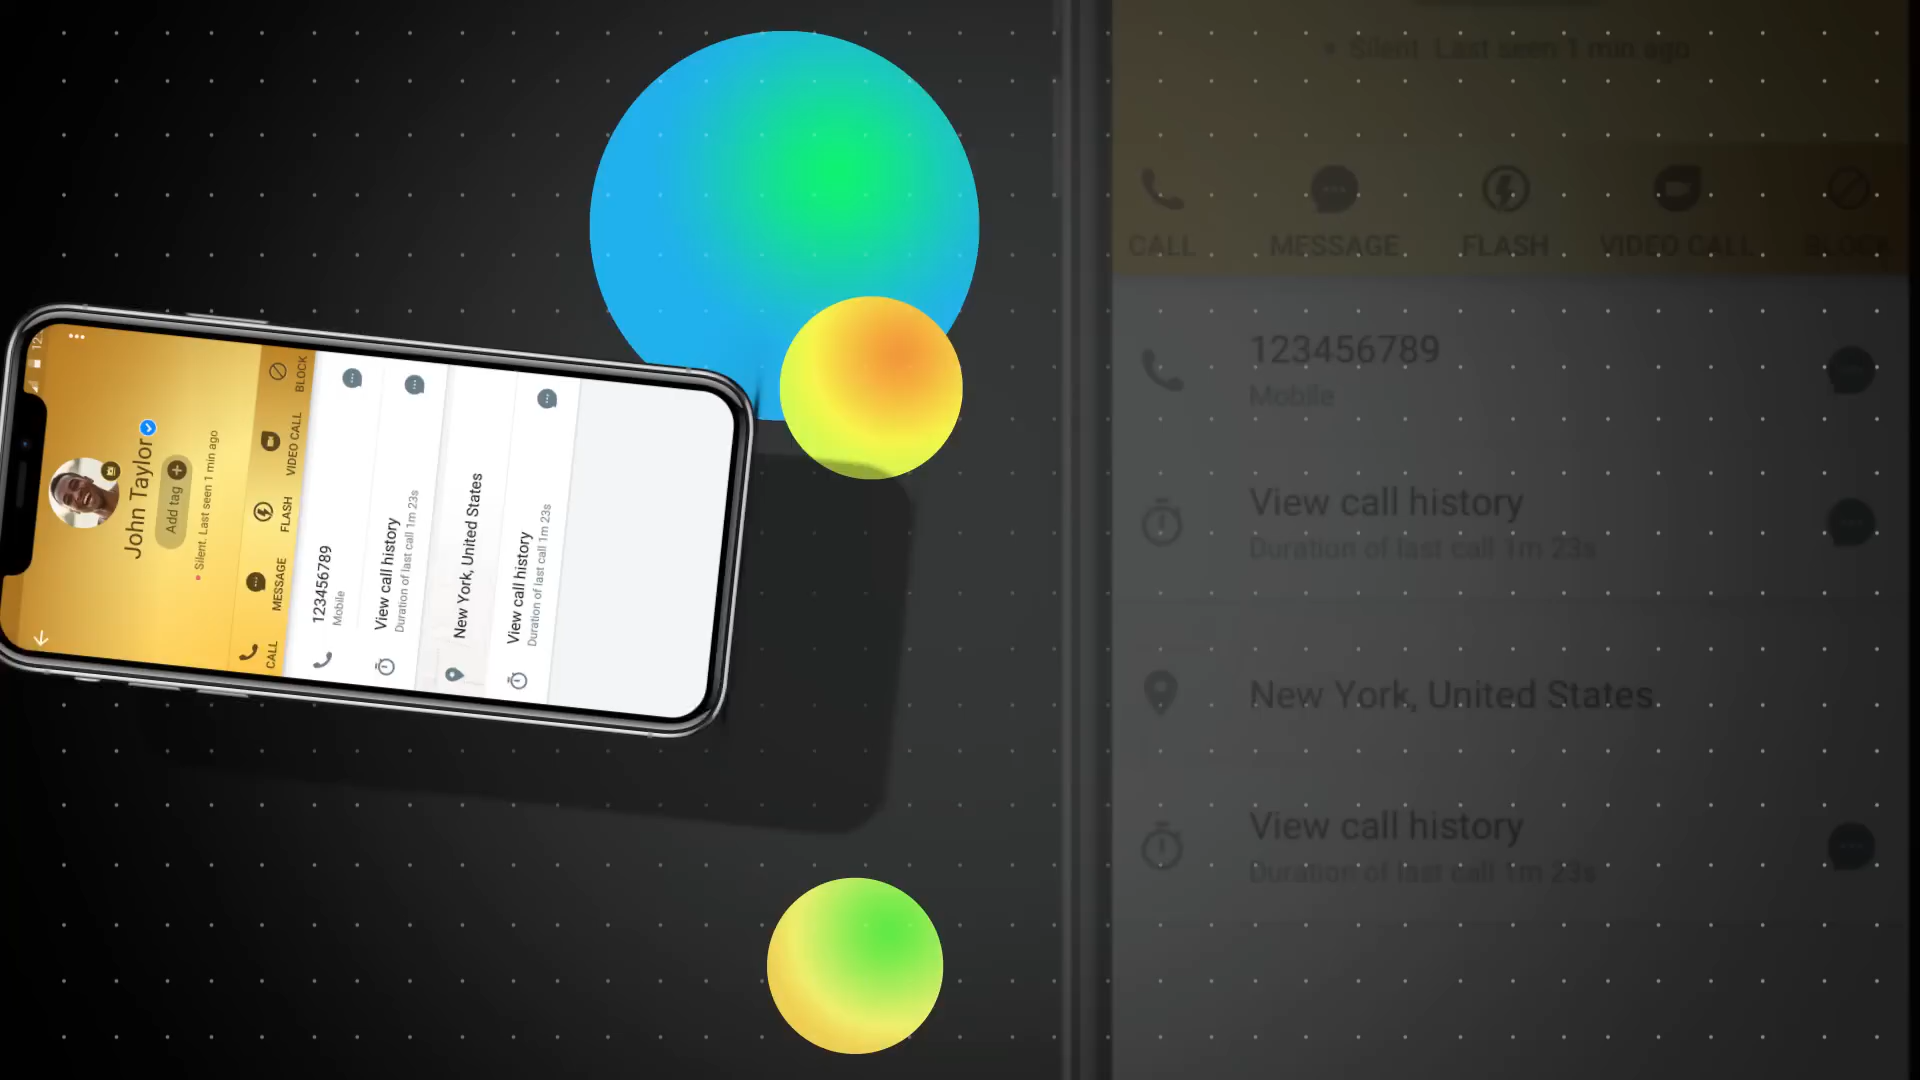 12:
John Taylor
Add tag
Silent. Last seen 1 min ago
CALL
MESSAGE
FLASH
VIDEO CALL
BLOCK
123456789
Mobile
View call history
Duration of last call 1m 23s
New York, United States
View call history
Duration of last call 1m 23s
Silent. Last seen 1 min ago
CALL
MESSAGE
FLASH
VIDEO CALL
BLOCK
123456789
Mobile
View call history
Duration of last call 1m 23s
New York, United States
View call history
Duration of last call 1m 23s